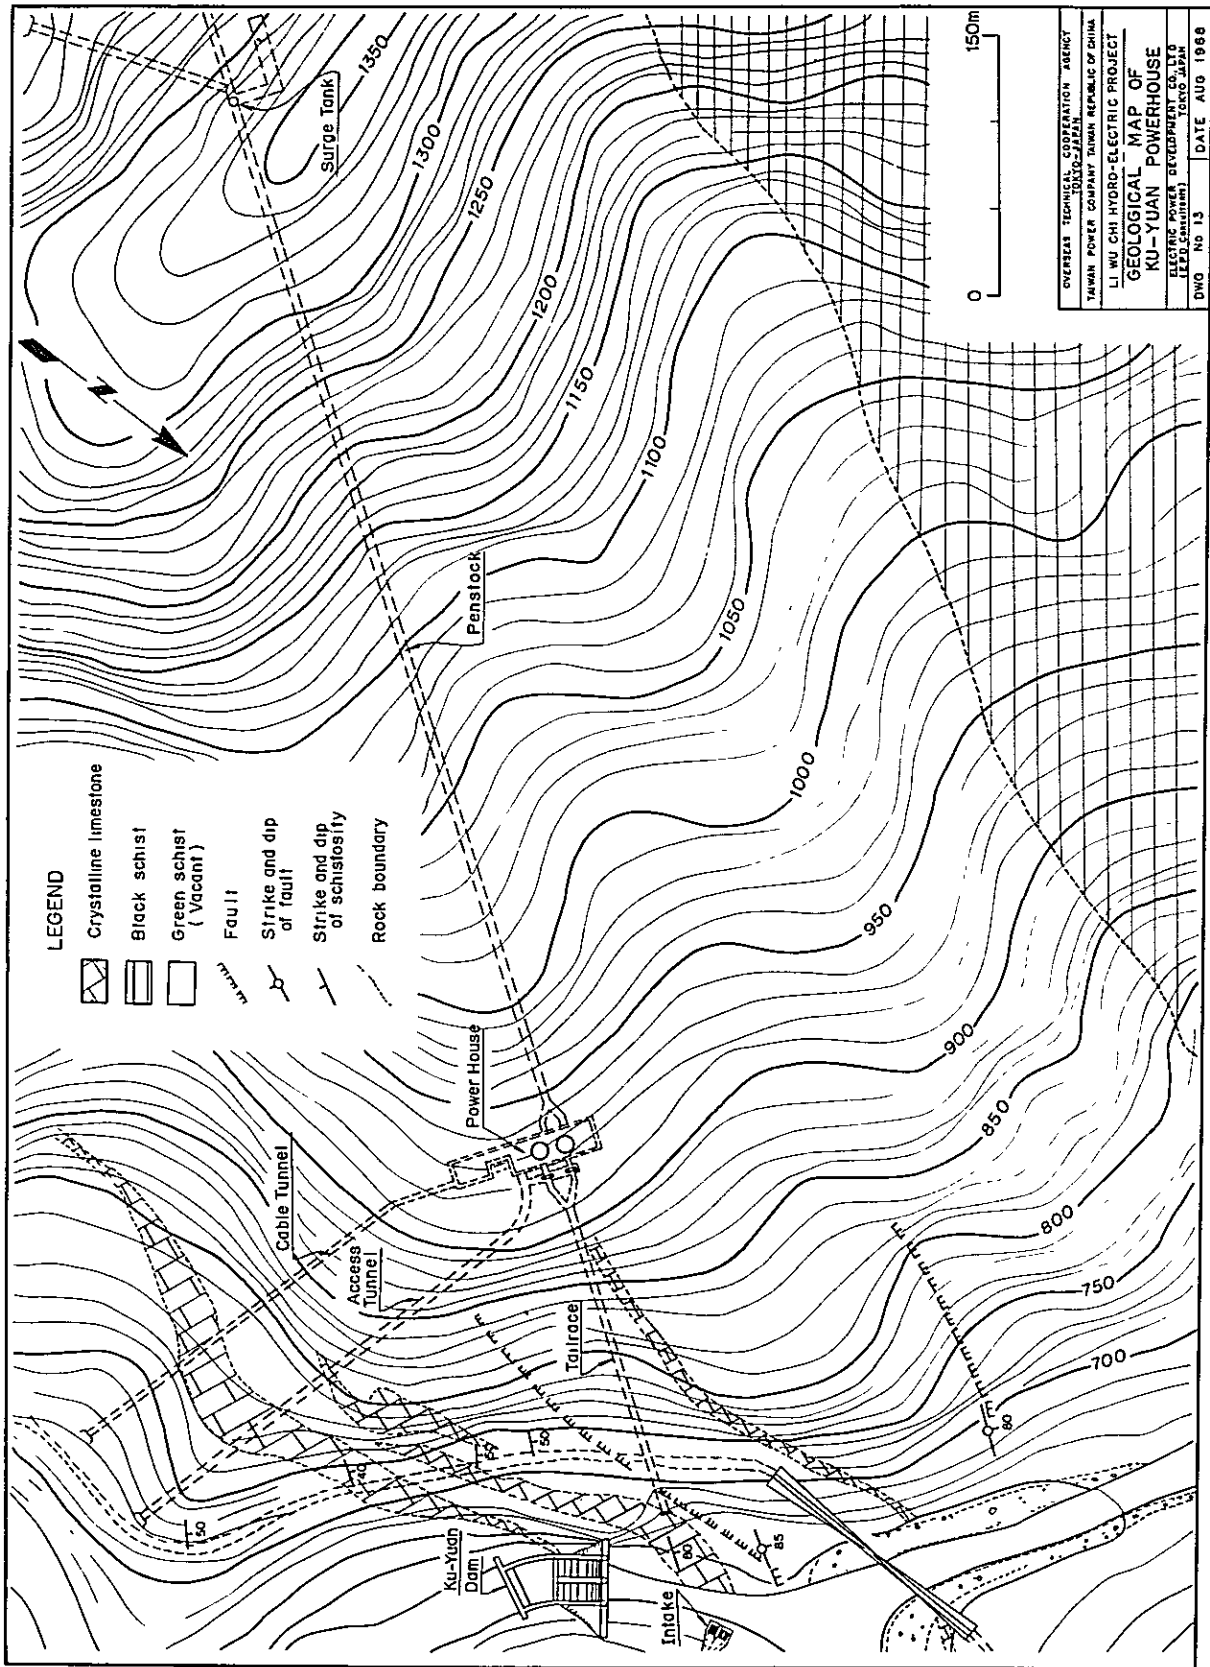 LEGEND
Crystalline limestone
Black schist
Green schist
( Vacant )
Fault
Strike and dip
of fault
Strike and dip
of schistosity
Rock boundary
Surge Tank
Penstock
Power House
Cable Tunnel
Access
Tunnel
Tailrace
Ku-Yuan
Dam
Intake
1350
1300
1250
1200
1150
1100
1050
1000
950
900
850
800
750
700
50
40
50
60
85
80
0
150m
OVERSEAS TECHNICAL COOPERATION AGENCY
TOKYO-JAPAN
TAIWAN POWER COMPANY TAIWAN REPUBLIC OF CHINA
LI WU CHI HYDRO-ELECTRIC PROJECT
GEOLOGICAL MAP OF
KU-YUAN POWERHOUSE
ELECTRIC POWER DEVELOPMENT CO., LTD
(E.P.D. Consultants) TOKYO JAPAN
DWG No 13 DATE AUG 1968